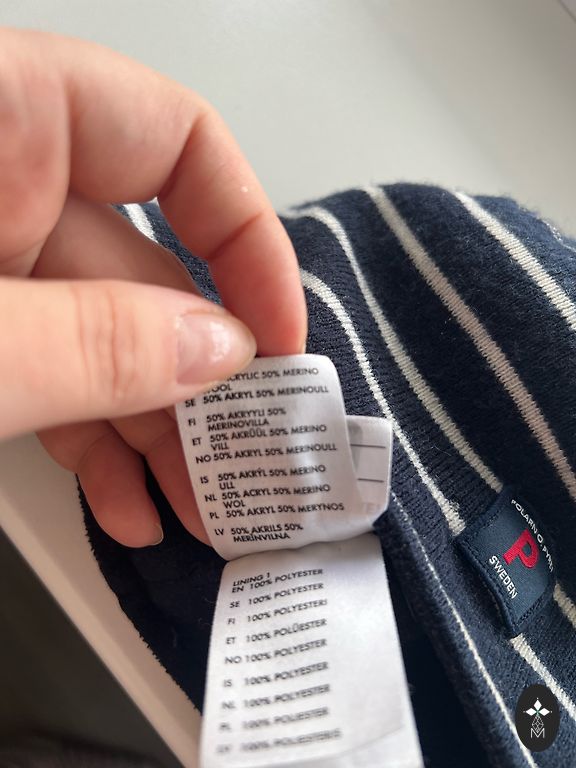 ACRYLIC 50% MERINO
WOOL
SE 50% AKRYL 50% MERINOULL
FI 50% AKRYYLI 50%
MERINOVILLA
ET 50% AKRÜÜL 50% MERINO
VILL
NO 50% AKRYL 50% MERINOULL
IS 50% AKRÝL 50% MERINO
ULL
NL 50% ACRYL 50% MERINO
WOL
PL 50% AKRYL 50% MERYNOS
LV 50% AKRILS 50%
MERINVILNA
LINING 1
EN 100% POLYESTER
SE 100% POLYESTER
FI 100% POLYESTERI
ET 100% POLÜESTER
NO 100% POLYESTER
IS 100% POLYESTER
NL 100% POLYESTER
PL 100% POLIESTER
100%
POLARN O. PYRET
P
SWEDEN